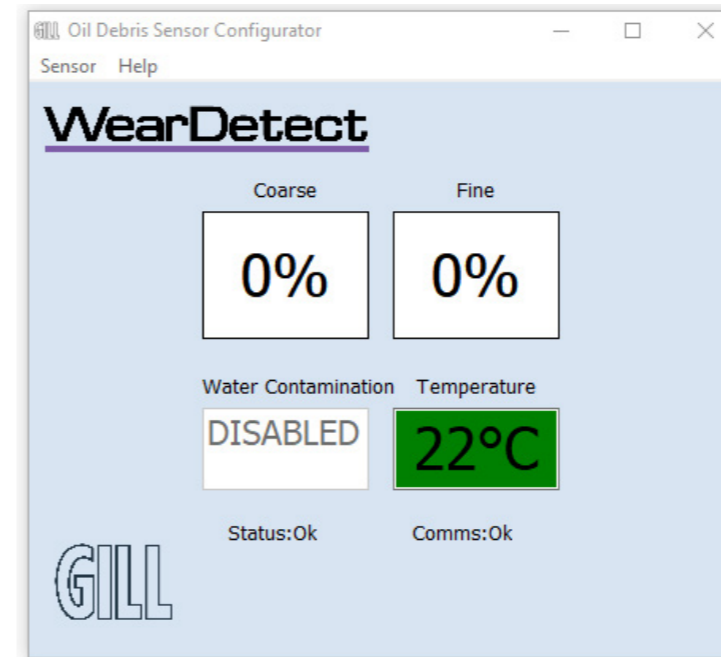 GILL Oil Debris Sensor Configurator
Sensor Help
WearDetect
Coarse Fine
0% 0%
Water Contamination Temperature
DISABLED 22°C
Status:Ok Comms:Ok
GILL